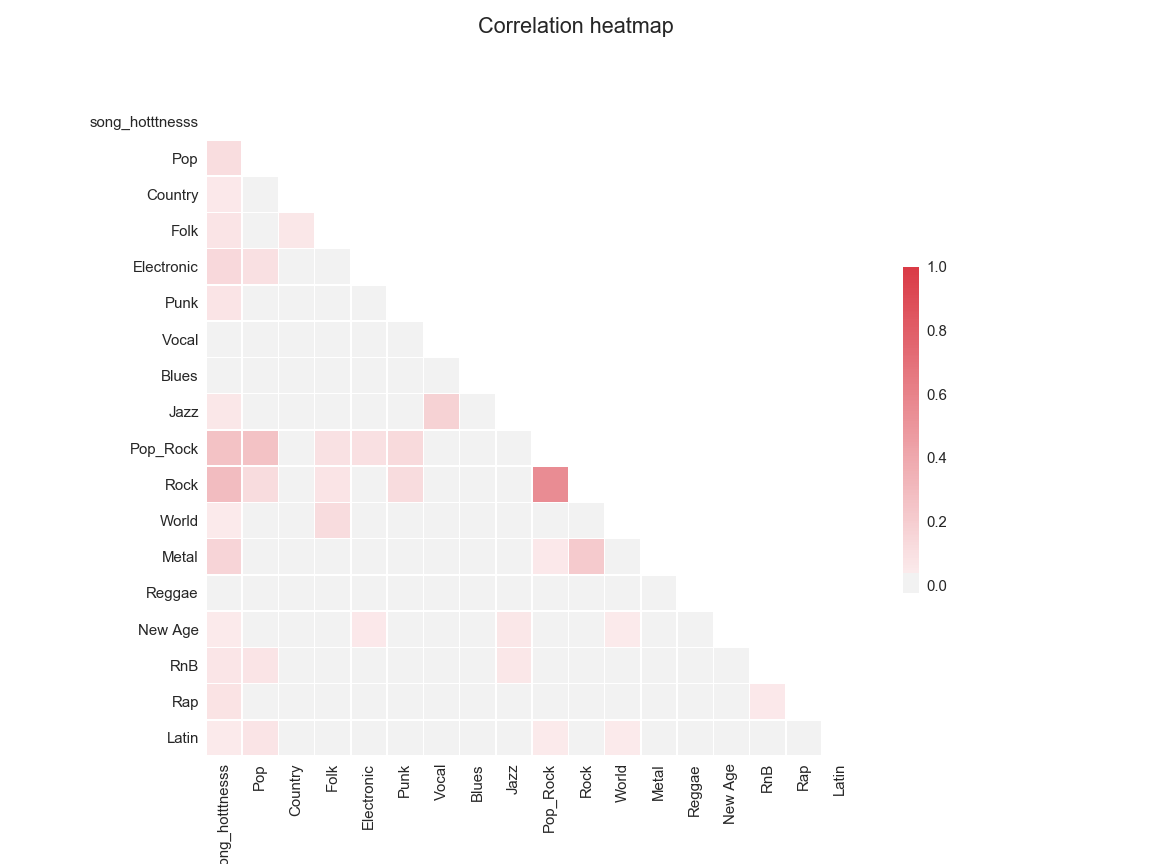 Correlation heatmap
song_hotttnesss
Pop
Country
Folk
Electronic
Punk
Vocal
Blues
Jazz
Pop_Rock
Rock
World
Metal
Reggae
New Age
RnB
Rap
Latin
ong_hotttnesss
Pop
Country
Folk
Electronic
Punk
Vocal
Blues
Jazz
Pop_Rock
Rock
World
Metal
Reggae
New Age
RnB
Rap
Latin
1.0
0.8
0.6
0.4
0.2
0.0